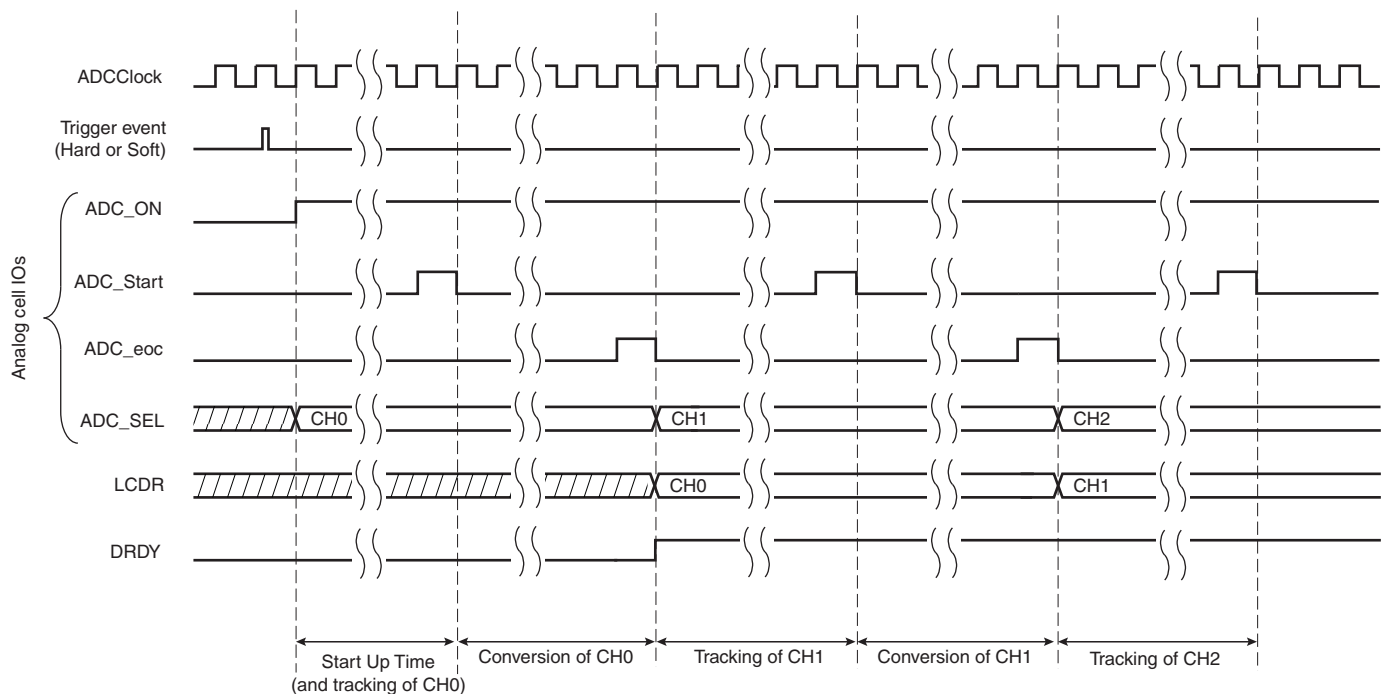 ADCClock
Trigger event
(Hard or Soft)
Analog cell IOs
ADC_ON
ADC_Start
ADC_eoc
ADC_SEL
CH0
CH1
CH2
LCDR
CH0
CH1
DRDY
Start Up Time
(and tracking of CH0)
Conversion of CH0
Tracking of CH1
Conversion of CH1
Tracking of CH2